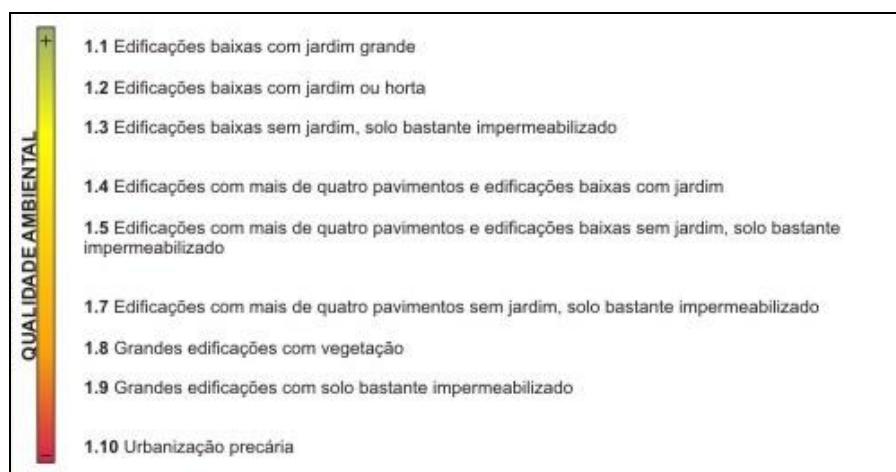 +
1.1 Edificações baixas com jardim grande
1.2 Edificações baixas com jardim ou horta
1.3 Edificações baixas sem jardim, solo bastante impermeabilizado
1.4 Edificações com mais de quatro pavimentos e edificações baixas com jardim
1.5 Edificações com mais de quatro pavimentos e edificações baixas sem jardim, solo bastante
impermeabilizado
1.7 Edificações com mais de quatro pavimentos sem jardim, solo bastante impermeabilizado
1.8 Grandes edificações com vegetação
1.9 Grandes edificações com solo bastante impermeabilizado
1.10 Urbanização precária
–
QUALIDADE AMBIENTAL